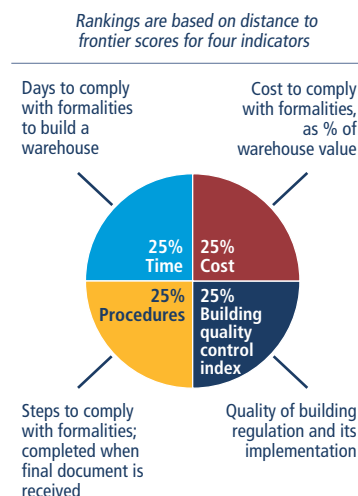 Rankings are based on distance to
frontier scores for four indicators
Days to comply
with formalities
to build a
warehouse
Cost to comply
with formalities,
as % of
warehouse value
25%
Time
25%
Cost
25%
Procedures
25%
Building
quality
control
index
Steps to comply
with formalities;
completed when
final document is
received
Quality of building
regulation and its
implementation